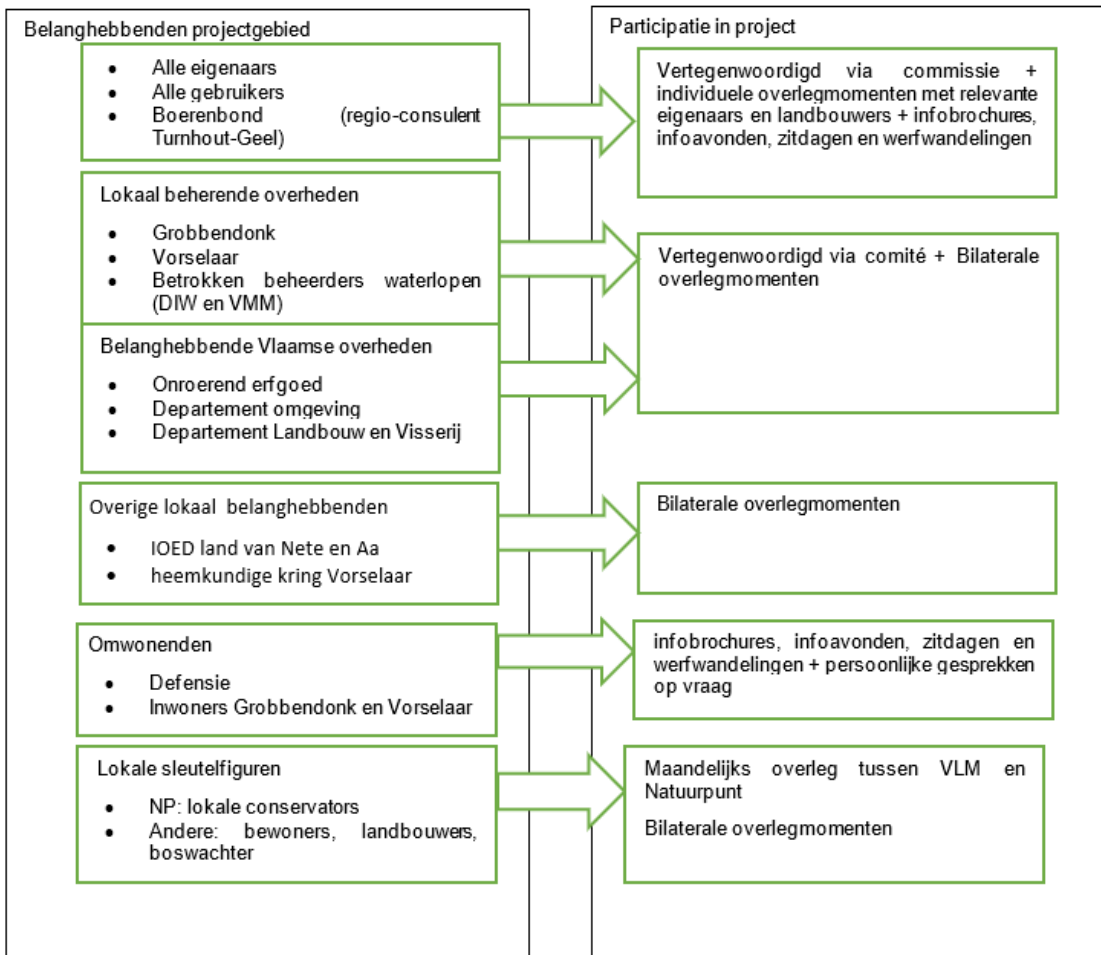 Belanghebbenden projectgebied
• Alle eigenaars
• Alle gebruikers
• Boerenbond (regio-consulent
Turnhout-Geel)
Lokaal beherende overheden
• Grobbendonk
• Vorselaar
• Betrokken beheerders waterlopen
(DIW en VMM)
Belanghebbende Vlaamse overheden
• Onroerend erfgoed
• Departement omgeving
• Departement Landbouw en Visserij
Overige lokaal belanghebbenden
• IOED land van Nete en Aa
• heemkundige kring Vorselaar
Omwonenden
• Defensie
• Inwoners Grobbendonk en Vorselaar
Lokale sleutelfiguren
• NP: lokale conservators
• Andere: bewoners, landbouwers,
boswachter
Participatie in project
Vertegenwoordigd via commissie +
individuele overlegmomenten met relevante
eigenaars en landbouwers + infobrochures,
infoavonden, zitdagen en werfwandelingen
Vertegenwoordigd via comité + Bilaterale
overlegmomenten
Bilaterale overlegmomenten
infobrochures, infoavonden, zitdagen en
werfwandelingen + persoonlijke gesprekken
op vraag
Maandelijks overleg tussen VLM en
Natuurpunt
Bilaterale overlegmomenten